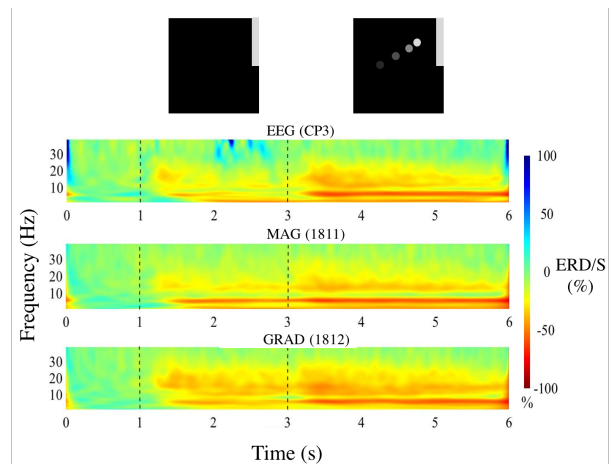 EEG (CP3)
30
20
10
0 1 2 3 4 5 6
MAG (1811)
30
20
10
0 1 2 3 4 5 6
GRAD (1812)
30
20
10
0 1 2 3 4 5 6
Frequency (Hz)
Time (s)
100
50
0
-50
-100
%
ERD/S
(%)